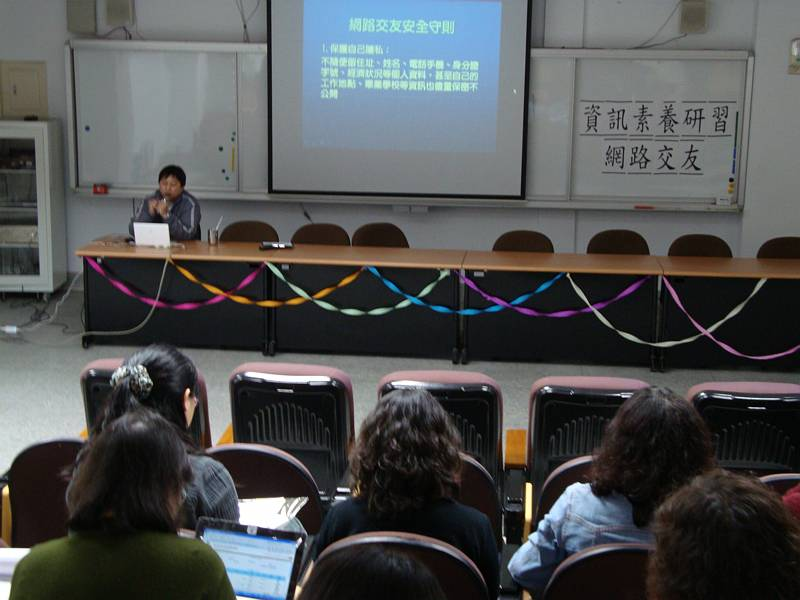 網路交友安全守則
1. 保護自己隱私：
不隨便留住址、姓名、電話手機、身分證
字號、經濟狀況等個人資料，甚至自己的
工作地點、畢業學校等資訊也儘量保密不
公開
資訊素養研習
網路交友